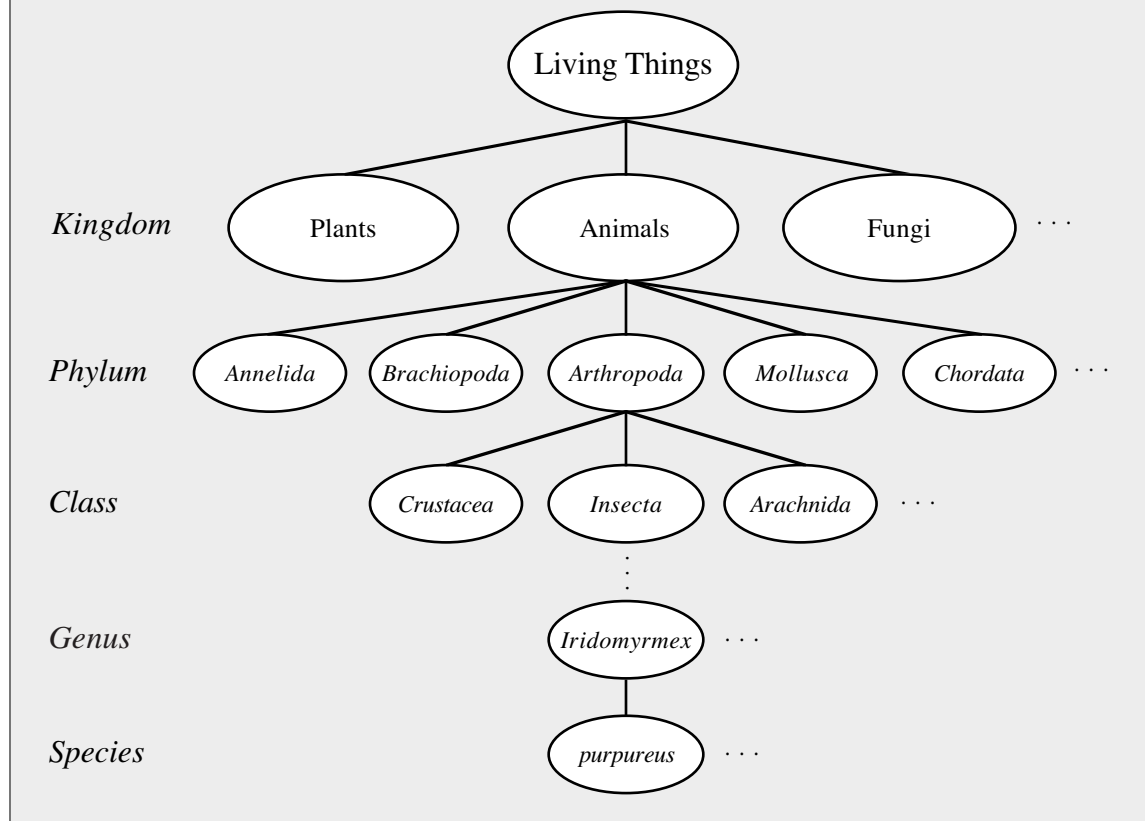 Living Things
Kingdom Plants Animals Fungi . . .
Phylum Annelida Brachiopoda Arthropoda Mollusca Chordata . . .
Class Crustacea Insecta Arachnida . . .
Genus Iridomyrmex . . .
Species purpureus . . .